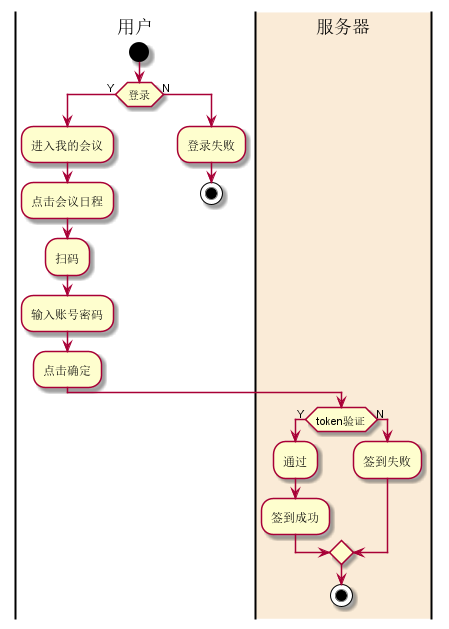 用户
服务器
登录
Y
N
进入我的会议
登录失败
点击会议日程
扫码
输入账号密码
点击确定
token验证
Y
N
通过
签到失败
签到成功